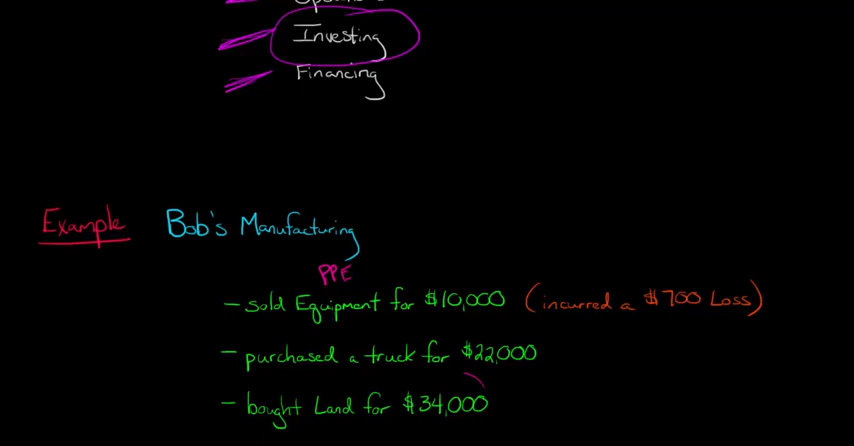 Investing
Financing
Example Bob's Manufacturing
PPE
- sold Equipment for $10,000 (incurred a $700 Loss)
- purchased a truck for $22,000
- bought Land for $34,000